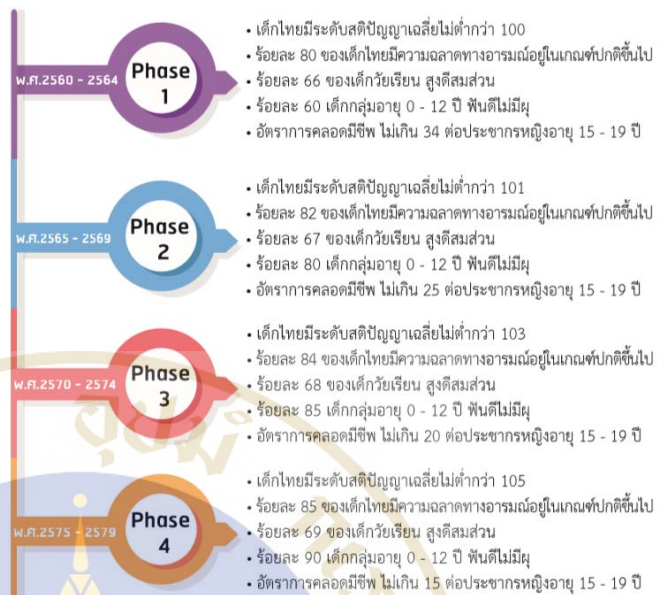 พ.ศ.2560 - 2564
Phase
1
• เด็กไทยมีระดับสติปัญญาเฉลี่ยไม่ต่ำกว่า 100
• ร้อยละ 80 ของเด็กไทยมีความฉลาดทางอารมณ์อยู่ในเกณฑ์ปกติขึ้นไป
• ร้อยละ 66 ของเด็กวัยเรียน สูงดีสมส่วน
• ร้อยละ 60 เด็กกลุ่มอายุ 0 - 12 ปี ฟันดีไม่มีผุ
• อัตราการคลอดมีชีพ ไม่เกิน 34 ต่อประชากรหญิงอายุ 15 - 19 ปี
พ.ศ.2565 - 2569
Phase
2
• เด็กไทยมีระดับสติปัญญาเฉลี่ยไม่ต่ำกว่า 101
• ร้อยละ 82 ของเด็กไทยมีความฉลาดทางอารมณ์อยู่ในเกณฑ์ปกติขึ้นไป
• ร้อยละ 67 ของเด็กวัยเรียน สูงดีสมส่วน
• ร้อยละ 80 เด็กกลุ่มอายุ 0 - 12 ปี ฟันดีไม่มีผุ
• อัตราการคลอดมีชีพ ไม่เกิน 25 ต่อประชากรหญิงอายุ 15 - 19 ปี
พ.ศ.2570 - 2574
Phase
3
• เด็กไทยมีระดับสติปัญญาเฉลี่ยไม่ต่ำกว่า 103
• ร้อยละ 84 ของเด็กไทยมีความฉลาดทางอารมณ์อยู่ในเกณฑ์ปกติขึ้นไป
• ร้อยละ 68 ของเด็กวัยเรียน สูงดีสมส่วน
• ร้อยละ 85 เด็กกลุ่มอายุ 0 - 12 ปี ฟันดีไม่มีผุ
• อัตราการคลอดมีชีพ ไม่เกิน 20 ต่อประชากรหญิงอายุ 15 - 19 ปี
พ.ศ.2575 - 2579
Phase
4
• เด็กไทยมีระดับสติปัญญาเฉลี่ยไม่ต่ำกว่า 105
• ร้อยละ 85 ของเด็กไทยมีความฉลาดทางอารมณ์อยู่ในเกณฑ์ปกติขึ้นไป
• ร้อยละ 69 ของเด็กวัยเรียน สูงดีสมส่วน
• ร้อยละ 90 เด็กกลุ่มอายุ 0 - 12 ปี ฟันดีไม่มีผุ
• อัตราการคลอดมีชีพ ไม่เกิน 15 ต่อประชากรหญิงอายุ 15 - 19 ปี